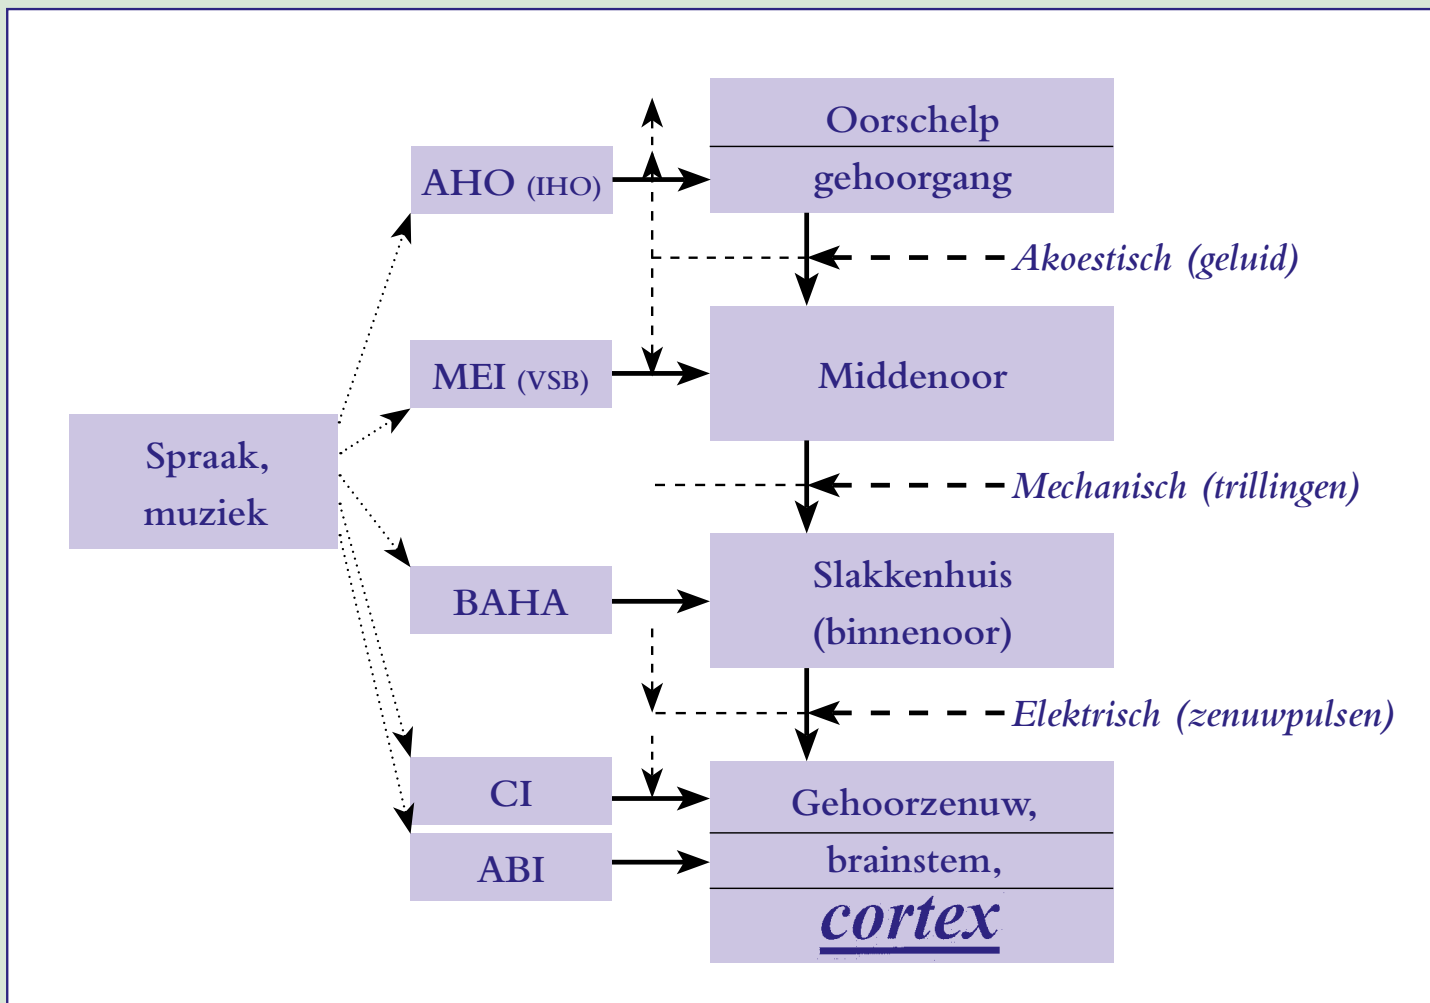 Oorschelp
gehoorgang
AHO (IHO)
Akoestisch (geluid)
MEI (VSB)
Middenoor
Spraak,
muziek
Mechanisch (trillingen)
BAHA
Slakkenhuis
(binnenoor)
Elektrisch (zenuwpulsen)
CI
ABI
Gehoorzenuw,
brainstem,
cortex